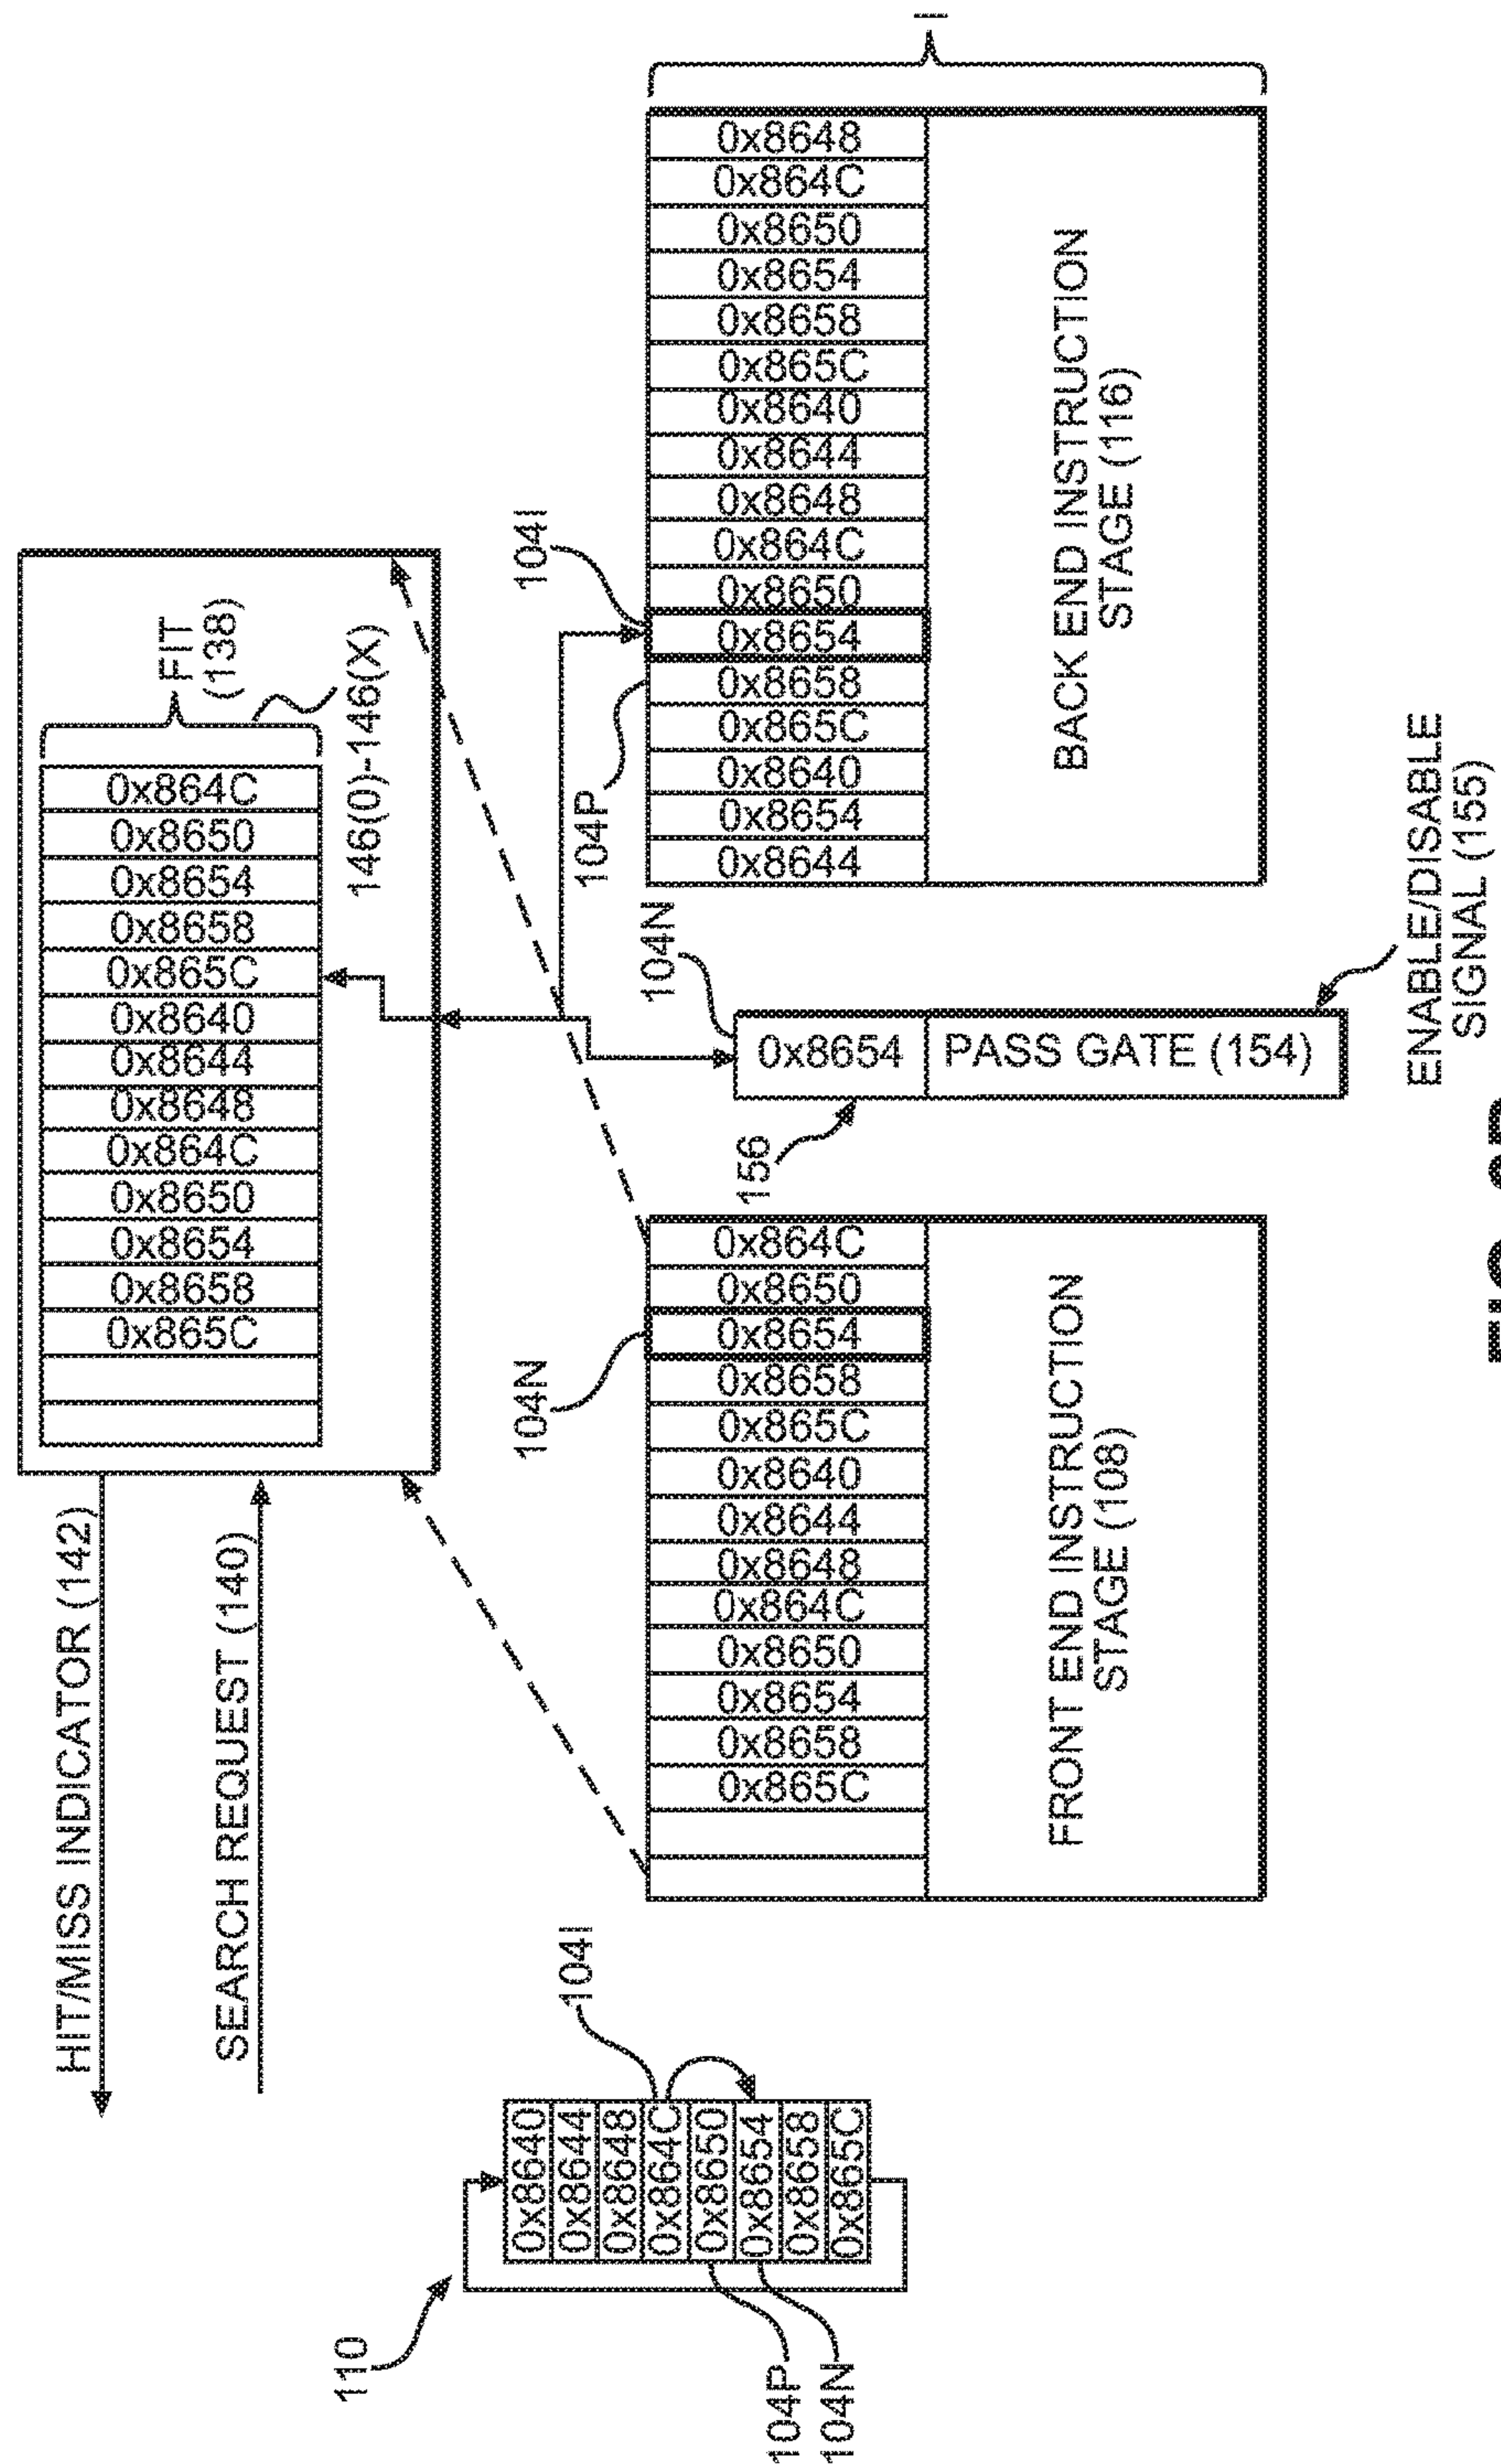 HIT/MISS INDICATOR (142)
SEARCH REQUEST (140)
0x865C
0x8658
0x8654
0x8650
0x864C
0x8648
0x8644
0x8640
0x865C
0x8658
0x8654
0x8650
0x864C
FIT
(138)
146(0)-146(X)
110
104I
0x8640
0x8644
0x8648
0x864C
0x8650
0x8654
0x8658
0x865C
104P
104N
104N
0x865C
0x8658
0x8654
0x8650
0x864C
0x8648
0x8644
0x8640
0x865C
0x8658
0x8654
0x8650
0x864C
FRONT END INSTRUCTION
STAGE (108)
156
104N
0x8654
PASS GATE (154)
ENABLE/DISABLE
SIGNAL (155)
104P
104I
0x8644
0x8654
0x8640
0x865C
0x8658
0x8654
0x8650
0x864C
0x8648
0x8644
0x8640
0x865C
0x8658
0x8654
0x8650
0x864C
0x8648
BACK END INSTRUCTION
STAGE (116)